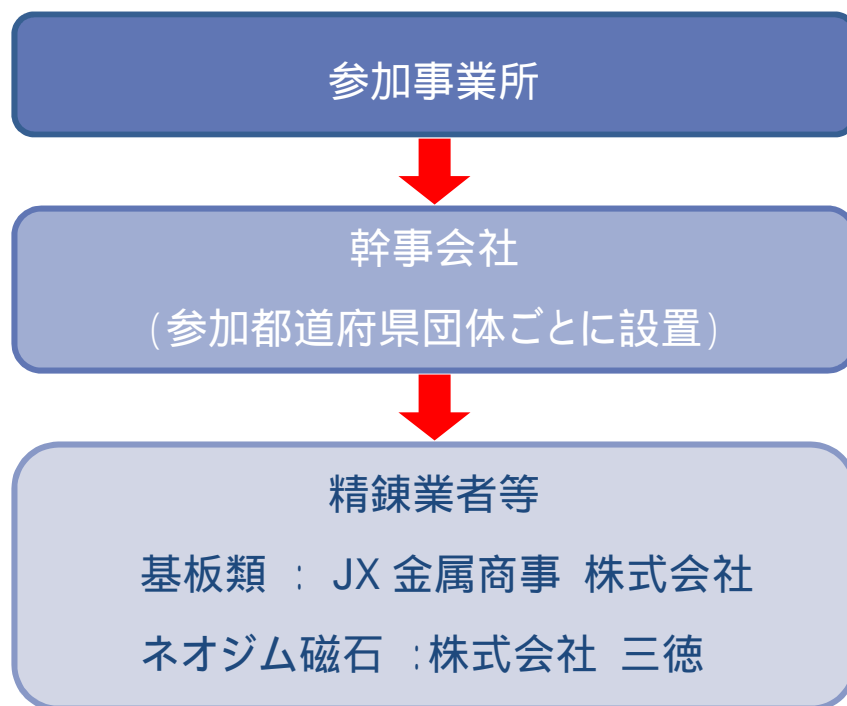 参加事業所
幹事会社
(参加都道府県団体ごとに設置)
精錬業者等
基板類 : JX 金属商事 株式会社
ネオジム磁石 :株式会社 三徳